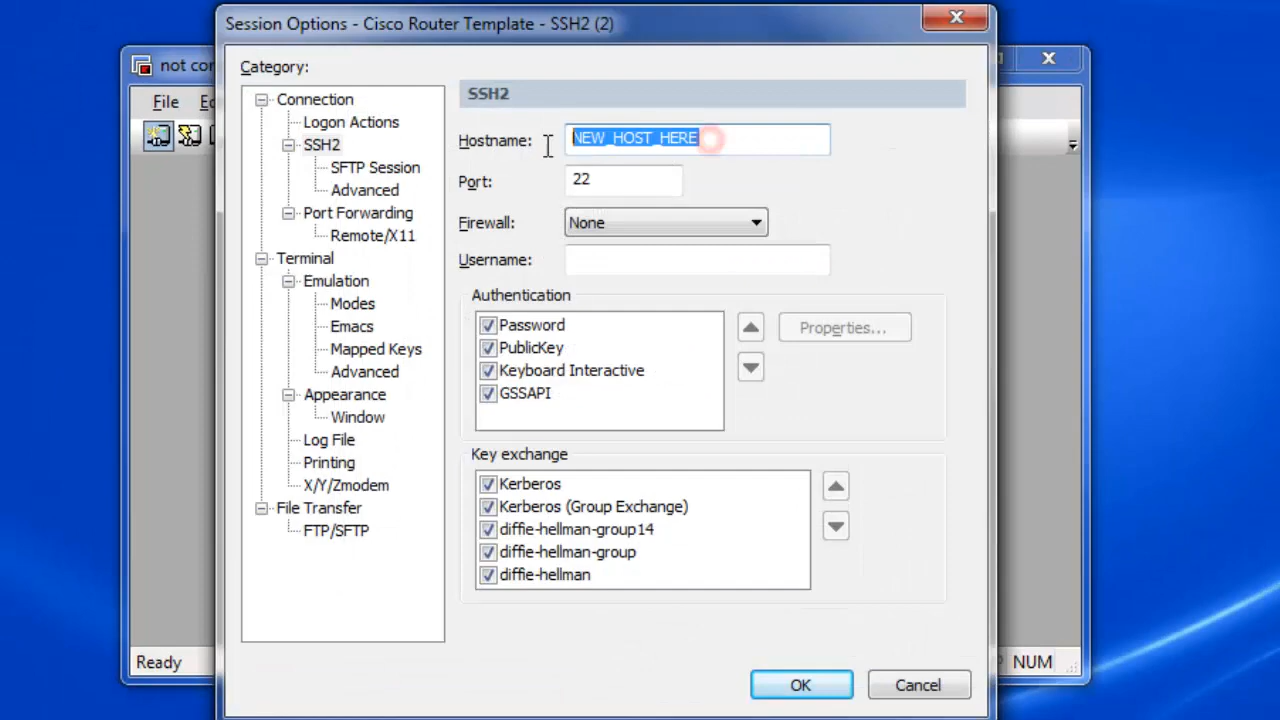 Session Options - Cisco Router Template - SSH2 (2)
not con
File
Category:
Connection
Logon Actions
SSH2
SFTP Session
Advanced
Port Forwarding
Remote/X11
Terminal
Emulation
Modes
Emacs
Mapped Keys
Advanced
Appearance
Window
Log File
Printing
X/Y/Zmodem
File Transfer
FTP/SFTP
SSH2
Hostname: NEW_HOST_HERE
Port: 22
Firewall: None
Username:
Authentication
Password
PublicKey
Keyboard Interactive
GSSAPI
Properties...
Key exchange
Kerberos
Kerberos (Group Exchange)
diffie-hellman-group14
diffie-hellman-group
diffie-hellman
OK
Cancel
Ready
NUM